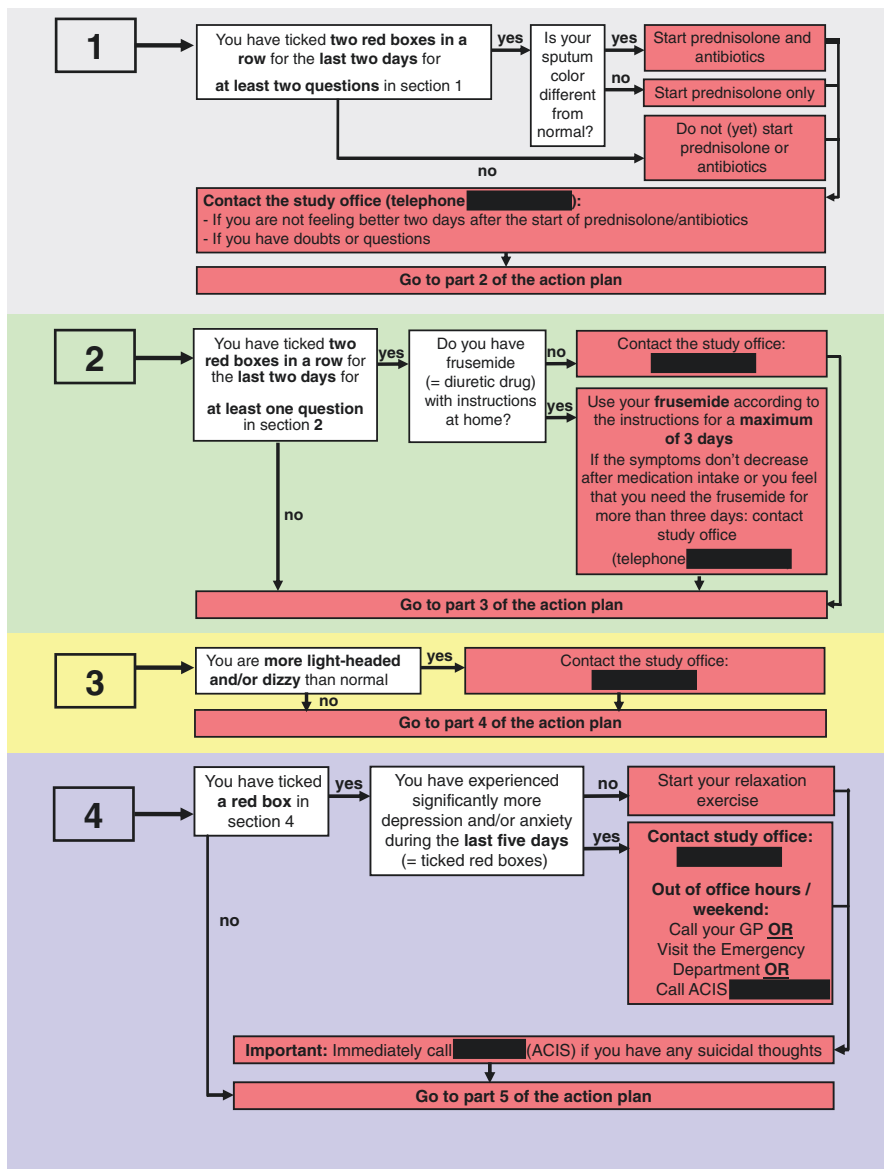 1
You have ticked two red boxes in a
row for the last two days for
at least two questions in section 1
yes
Is your
sputum
color
different
from
normal?
yes
Start prednisolone and
antibiotics
no
Start prednisolone only
no
Do not (yet) start
prednisolone or
antibiotics
Contact the study office (telephone ):
- If you are not feeling better two days after the start of prednisolone/antibiotics
- If you have doubts or questions
Go to part 2 of the action plan
2
You have ticked two
red boxes in a row for
the last two days for
at least one question
in section 2
yes
Do you have
frusemide
(= diuretic drug)
with instructions
at home?
no
Contact the study office:
yes
Use your frusemide according to
the instructions for a maximum
of 3 days
If the symptoms don't decrease
after medication intake or you feel
that you need the frusemide for
more than three days: contact
study office
(telephone
no
Go to part 3 of the action plan
3
You are more light-headed
and/or dizzy than normal
yes
Contact the study office:
no
Go to part 4 of the action plan
4
You have ticked
a red box in
section 4
yes
You have experienced
significantly more
depression and/or anxiety
during the last five days
(= ticked red boxes)
no
Start your relaxation
exercise
yes
Contact study office:
Out of office hours /
weekend:
Call your GP OR
Visit the Emergency
Department OR
Call ACIS
no
Important: Immediately call (ACIS) if you have any suicidal thoughts
Go to part 5 of the action plan